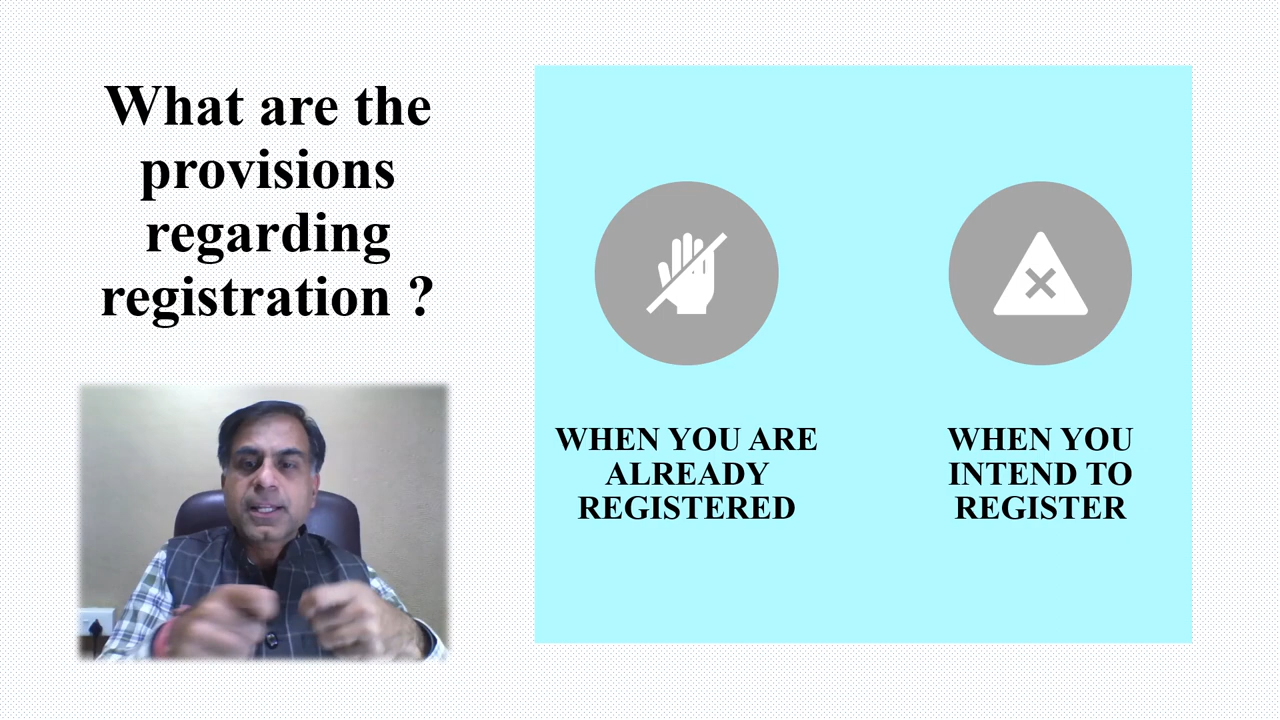 What are the
provisions
regarding
registration ?
WHEN YOU ARE
ALREADY
REGISTERED
WHEN YOU
INTEND TO
REGISTER